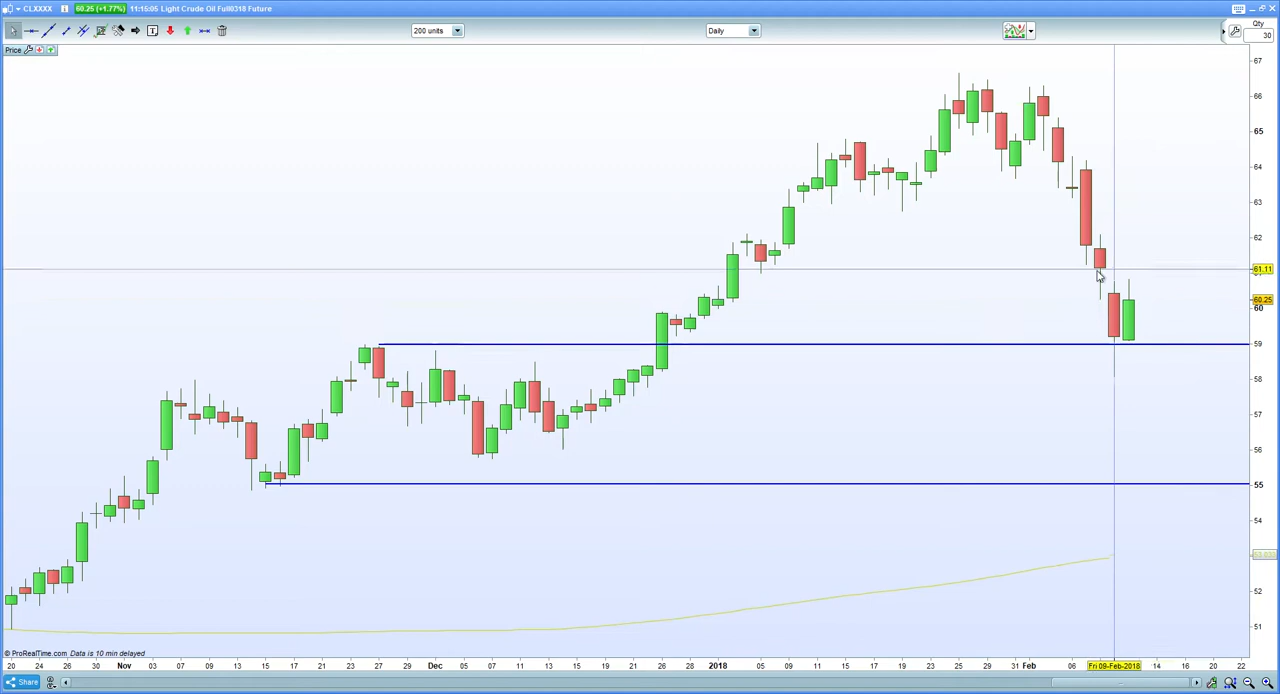 CLXXXX 60.25 (+1.77%) 11:15:05 Light Crude Oil Full0318 Future
200 units
Daily
Qty
30
Price
67
66
65
64
63
62
61.11
60.25
60
59
58
57
56
55
54
52
51
© ProRealTime.com Data is 10 min delayed
20 24 26 Nov 03 07 09 13 15 17 21 23 27 29 Dec 05 07 11 13 15 19 21 26 28 2018 05 09 11 15 17 19 23 25 29 31 Feb 06 Fri 09-Feb-2018 14 16 20 22
Share